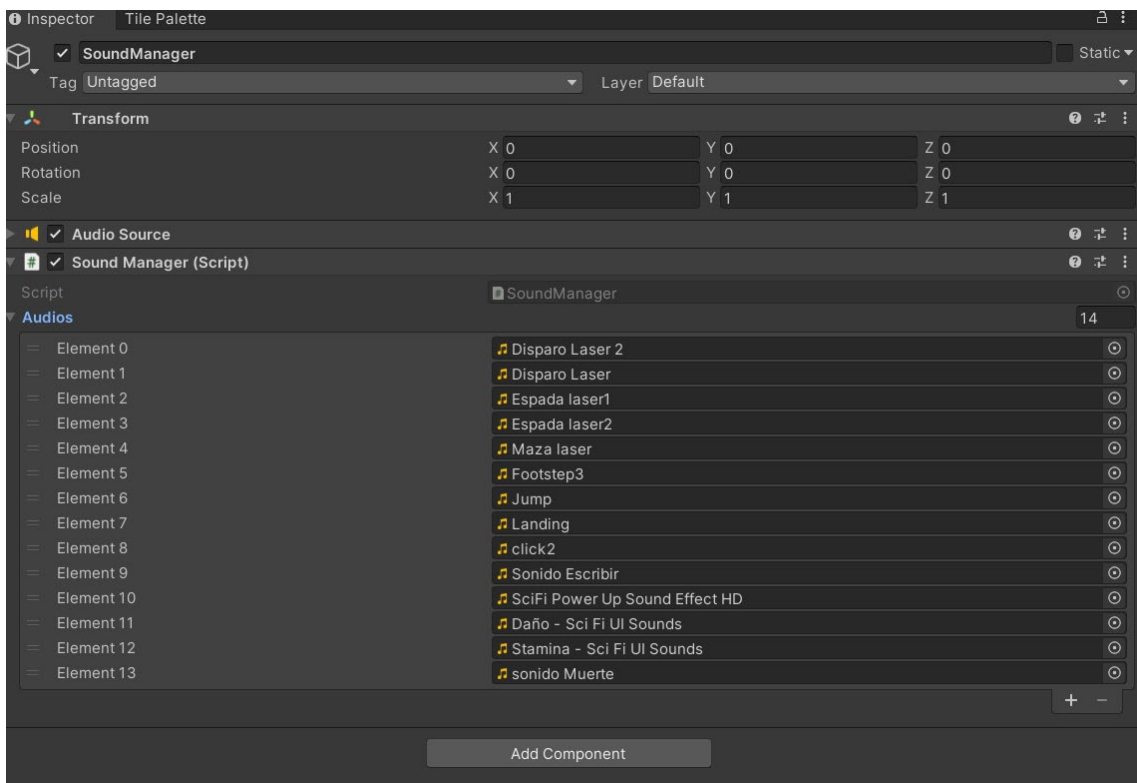 Inspector Tile Palette
SoundManager Static
Tag Untagged Layer Default
Transform
Position X 0 Y 0 Z 0
Rotation X 0 Y 0 Z 0
Scale X 1 Y 1 Z 1
Audio Source
# Sound Manager (Script)
Script SoundManager
Audios 14
Element 0 Disparo Laser 2
Element 1 Disparo Laser
Element 2 Espada laser1
Element 3 Espada laser2
Element 4 Maza laser
Element 5 Footstep3
Element 6 Jump
Element 7 Landing
Element 8 click2
Element 9 Sonido Escribir
Element 10 SciFi Power Up Sound Effect HD
Element 11 Daño - Sci Fi UI Sounds
Element 12 Stamina - Sci Fi UI Sounds
Element 13 sonido Muerte
+ −
Add Component